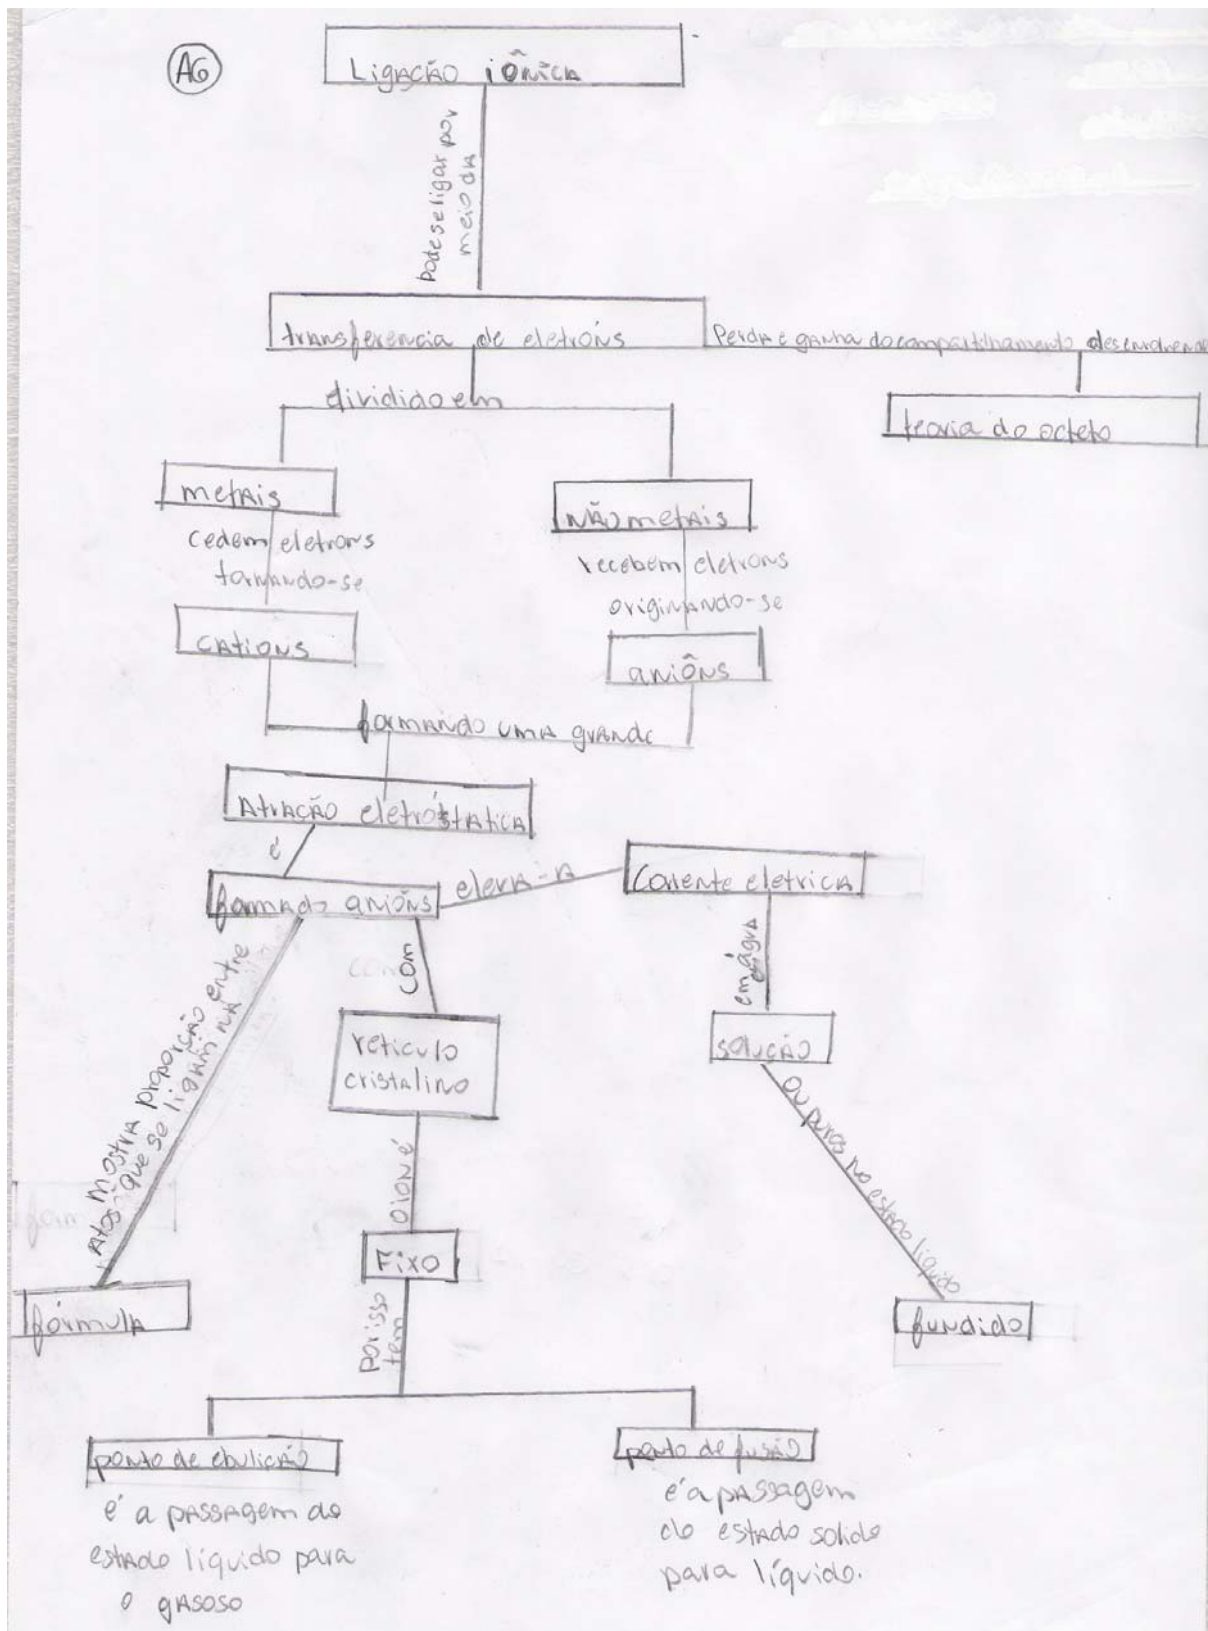 A6
Ligação iônica
pode se ligar por
meio da
transferencia de eletróns
Perda e ganha do compartilhamento
teoria do octeto
dividido em
metais
não metais
cedem eletrons
tornando-se
recebem eletrons
originando-se
cations
aniôns
formando uma grande
Atração eletróstatica
é
formado aniôns
eleva-a
Corrente eletrica
mostra proporção entre
que se ligam na
com
em água
reticulo
cristalino
solução
o ion é
ou puros no estado liquido
Fixo
fórmula
fundido
por isso
tem
ponto de ebulição
ponto de fusão
é a passagem do
estado líquido para
o gasoso
é a passagem
do estado solido
para líquido.